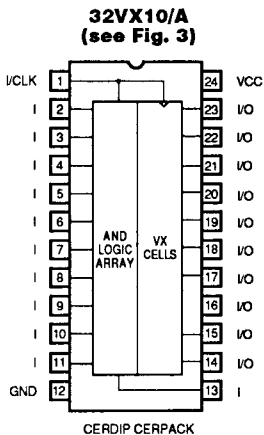 32VX10/A
(see Fig. 3)
I/CLK 1 24 VCC
I 2 23 I/O
I 3 22 I/O
I 4 21 I/O
I 5 20 I/O
I 6 19 I/O
I 7 18 I/O
I 8 17 I/O
I 9 16 I/O
I 10 15 I/O
I 11 14 I/O
GND 12 13 I
AND
LOGIC
ARRAY
VX
CELLS
CERDIP CERPACK